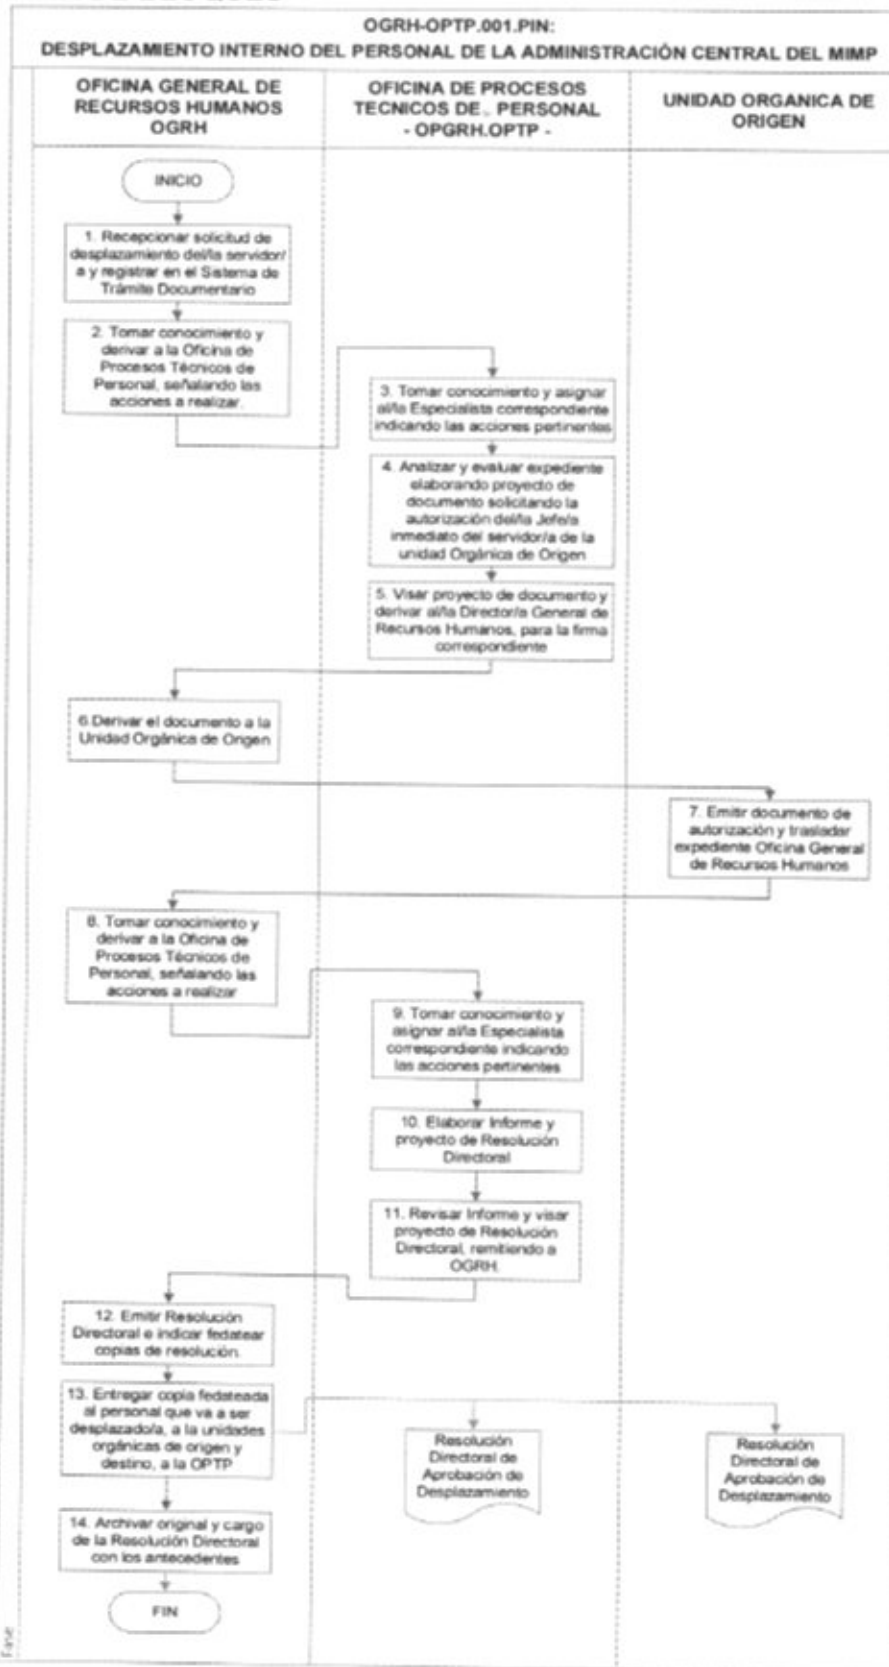 OGRH-OPTP.001.PIN:
DESPLAZAMIENTO INTERNO DEL PERSONAL DE LA ADMINISTRACIÓN CENTRAL DEL MIMP
OFICINA GENERAL DE
RECURSOS HUMANOS
OGRH
OFICINA DE PROCESOS
TECNICOS DE. PERSONAL
- OPGRH.OPTP -
UNIDAD ORGANICA DE
ORIGEN
INICIO
1. Recepcionar solicitud de
desplazamiento del/la servidor/
a y registrar en el Sistema de
Trámite Documentario
2. Tomar conocimiento y
derivar a la Oficina de
Procesos Técnicos de
Personal, señalando las
acciones a realizar.
3. Tomar conocimiento y asignar
al/la Especialista correspondiente
indicando las acciones pertinentes
4. Analizar y evaluar expediente
elaborando proyecto de
documento solicitando la
autorización del/la Jefe/a
inmediato del servidor/a de la
unidad Orgánica de Origen
5. Visar proyecto de documento y
derivar al/la Director/a General de
Recursos Humanos, para la firma
correspondiente
6.Derivar el documento a la
Unidad Orgánica de Origen
7. Emitir documento de
autorización y trasladar
expediente Oficina General
de Recursos Humanos
8. Tomar conocimiento y
derivar a la Oficina de
Procesos Técnicos de
Personal, señalando las
acciones a realizar
9. Tomar conocimiento y
asignar al/la Especialista
correspondiente indicando
las acciones pertinentes
10. Elaborar Informe y
proyecto de Resolución
Directoral
11. Revisar Informe y visar
proyecto de Resolución
Directoral, remitiendo a
OGRH.
12. Emitir Resolución
Directoral e indicar fedatear
copias de resolución.
13. Entregar copia fedateada
al personal que va a ser
desplazado/a, a la unidades
orgánicas de origen y
destino, a la OPTP
Resolución
Directoral de
Aprobación de
Desplazamiento
Resolución
Directoral de
Aprobación de
Desplazamiento
14. Archivar original y cargo
de la Resolución Directoral
con los antecedentes
FIN
Fase